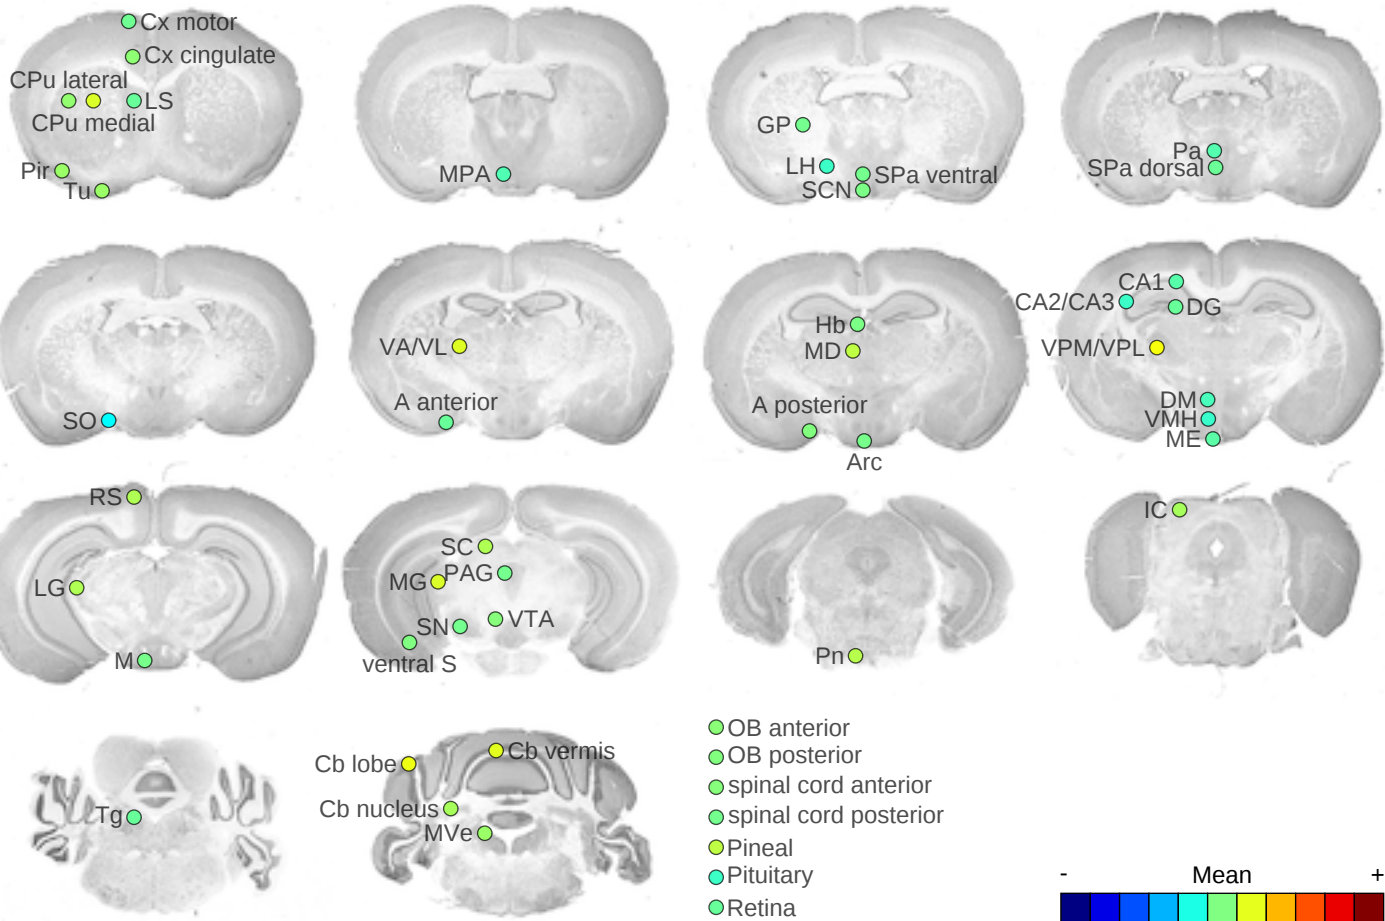 Cx motor
Cx cingulate
CPu lateral
LS
CPu medial
Pir
Tu
MPA
GP
LH
SPa ventral
SCN
Pa
SPa dorsal
SO
VA/VL
A anterior
Hb
MD
A posterior
Arc
CA1
CA2/CA3
DG
VPM/VPL
DM
VMH
ME
RS
LG
M
SC
MG
PAG
SN
VTA
ventral S
Pn
IC
Tg
Cb lobe
Cb vermis
Cb nucleus
MVe
OB anterior
OB posterior
spinal cord anterior
spinal cord posterior
Pineal
Pituitary
Retina
- Mean +